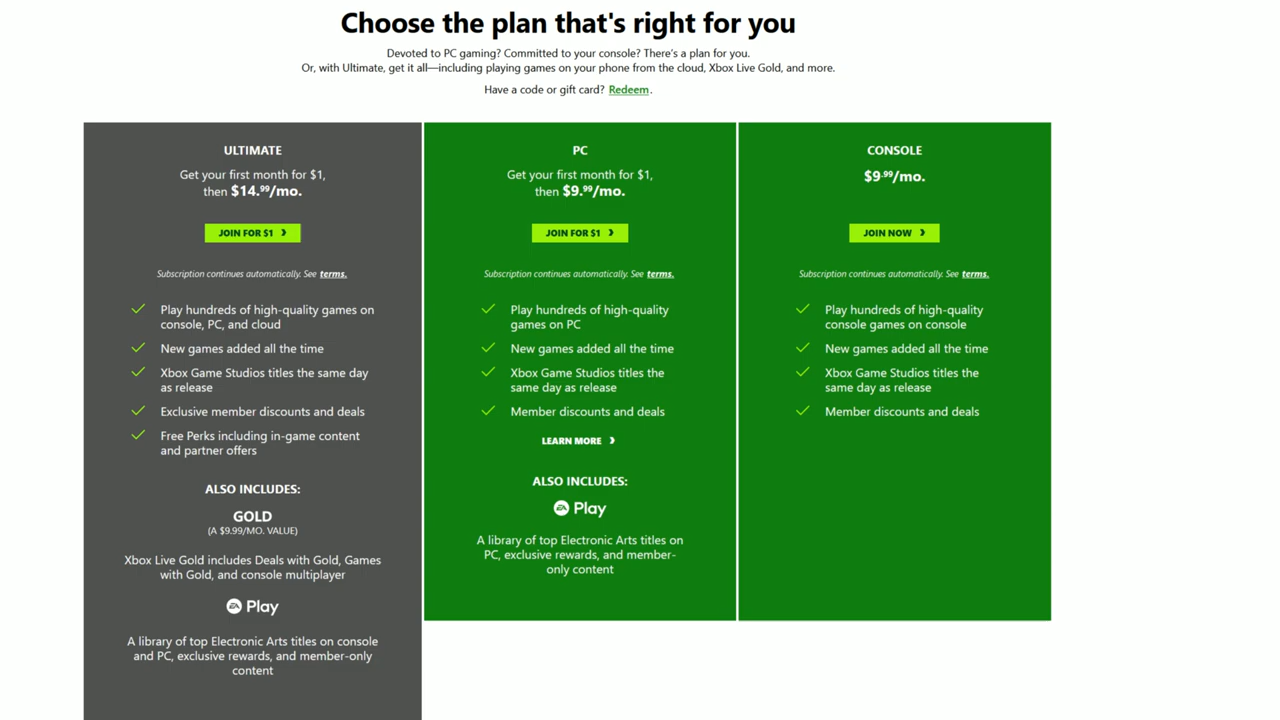 Choose the plan that's right for you
Devoted to PC gaming? Committed to your console? There's a plan for you.
Or, with Ultimate, get it all—including playing games on your phone from the cloud, Xbox Live Gold, and more.
Have a code or gift card? Redeem.
ULTIMATE
Get your first month for $1,
then $14.99/mo.
JOIN FOR $1
Subscription continues automatically. See terms.
Play hundreds of high-quality games on
console, PC, and cloud
New games added all the time
Xbox Game Studios titles the same day
as release
Exclusive member discounts and deals
Free Perks including in-game content
and partner offers
ALSO INCLUDES:
GOLD
(A $9.99/MO. VALUE)
Xbox Live Gold includes Deals with Gold, Games
with Gold, and console multiplayer
EA Play
A library of top Electronic Arts titles on console
and PC, exclusive rewards, and member-only
content
PC
Get your first month for $1,
then $9.99/mo.
JOIN FOR $1
Subscription continues automatically. See terms.
Play hundreds of high-quality
games on PC
New games added all the time
Xbox Game Studios titles the
same day as release
Member discounts and deals
LEARN MORE
ALSO INCLUDES:
EA Play
A library of top Electronic Arts titles on
PC, exclusive rewards, and member-
only content
CONSOLE
$9.99/mo.
JOIN NOW
Subscription continues automatically. See terms.
Play hundreds of high-quality
console games on console
New games added all the time
Xbox Game Studios titles the
same day as release
Member discounts and deals